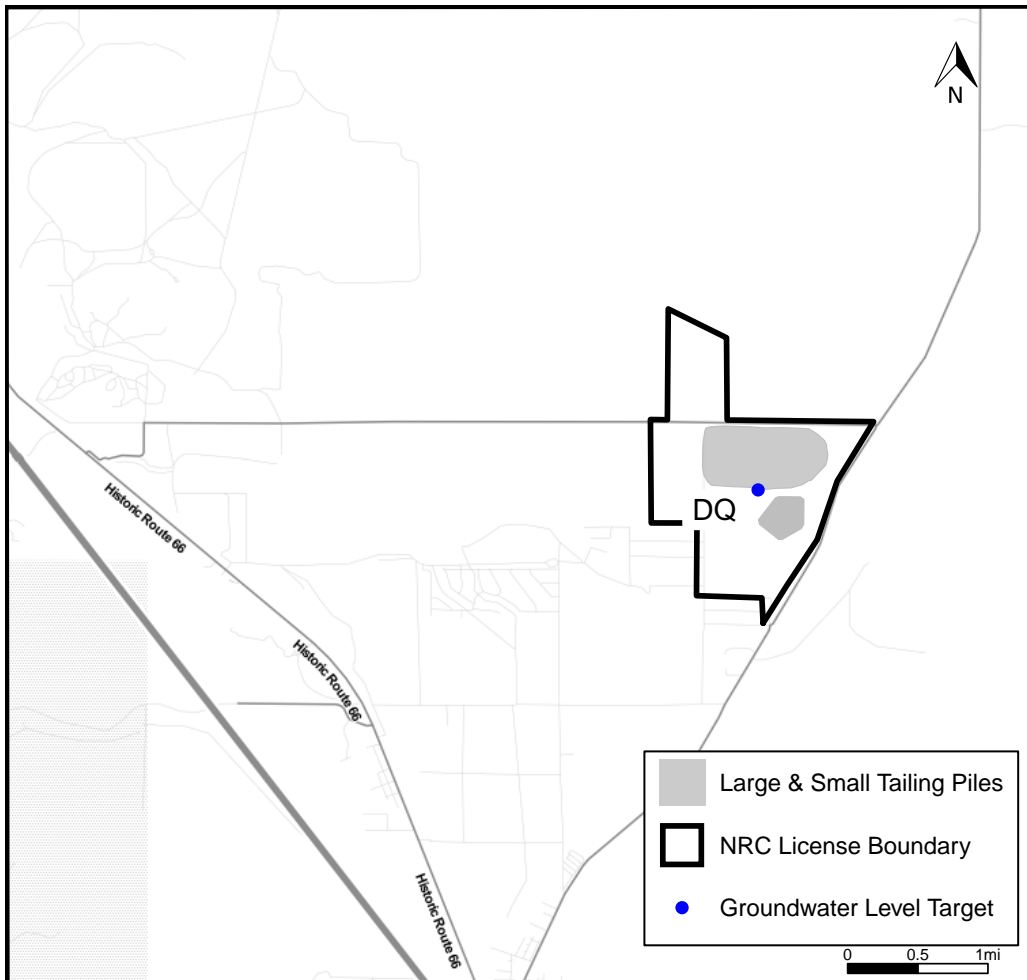 N
Historic Route 66
DQ
Historic Route 66
Large & Small Tailing Piles
NRC License Boundary
Historic Route 66
Groundwater Level Target
0 0.5 1mi